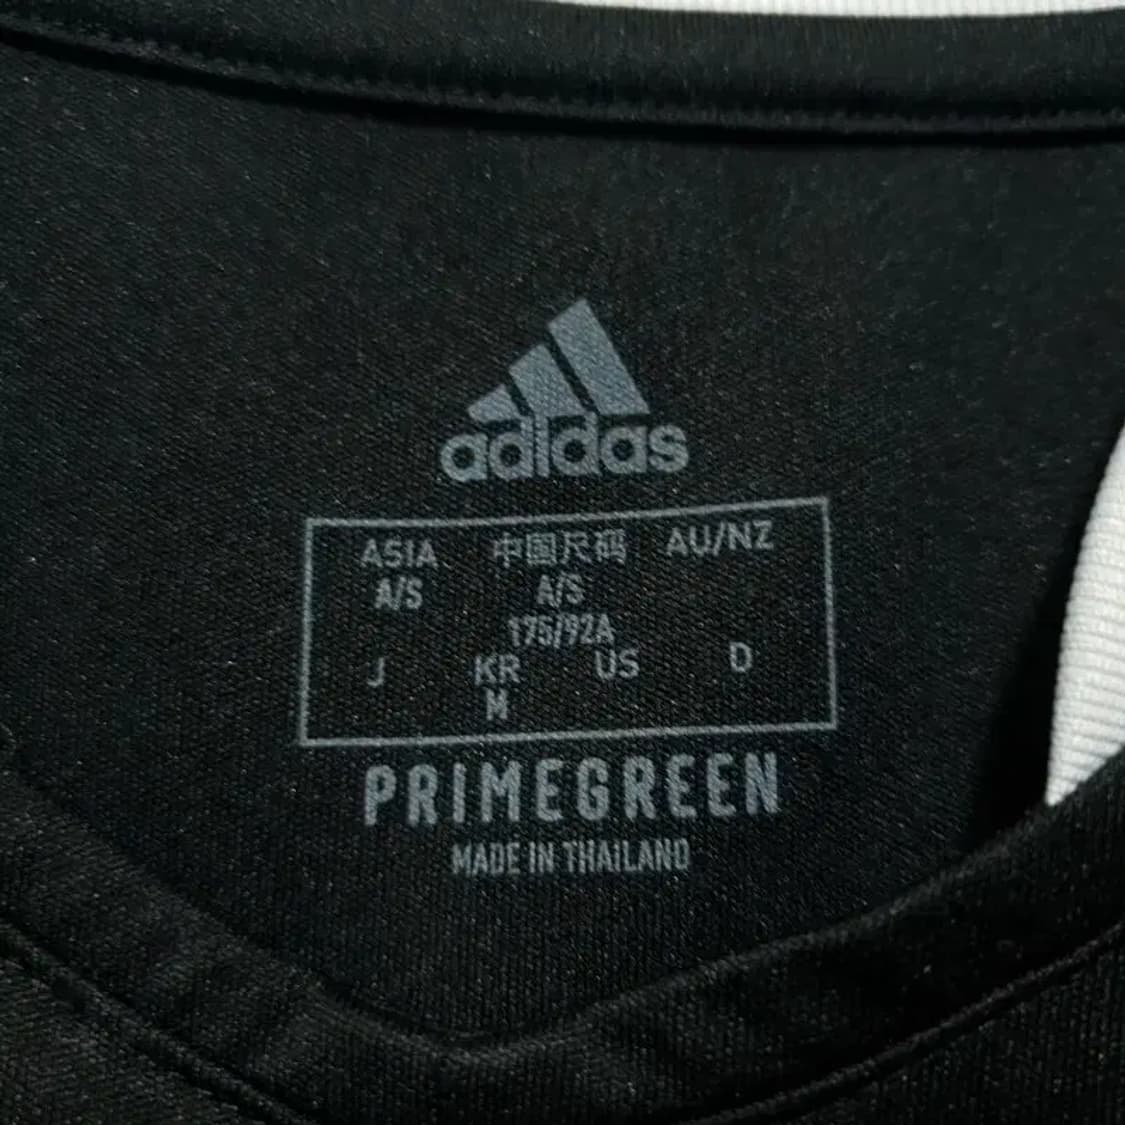 adidas
ASIA 中国尺码 AU/NZ
A/S A/S
175/92A
J KR US D
M
PRIMEGREEN
MADE IN THAILAND